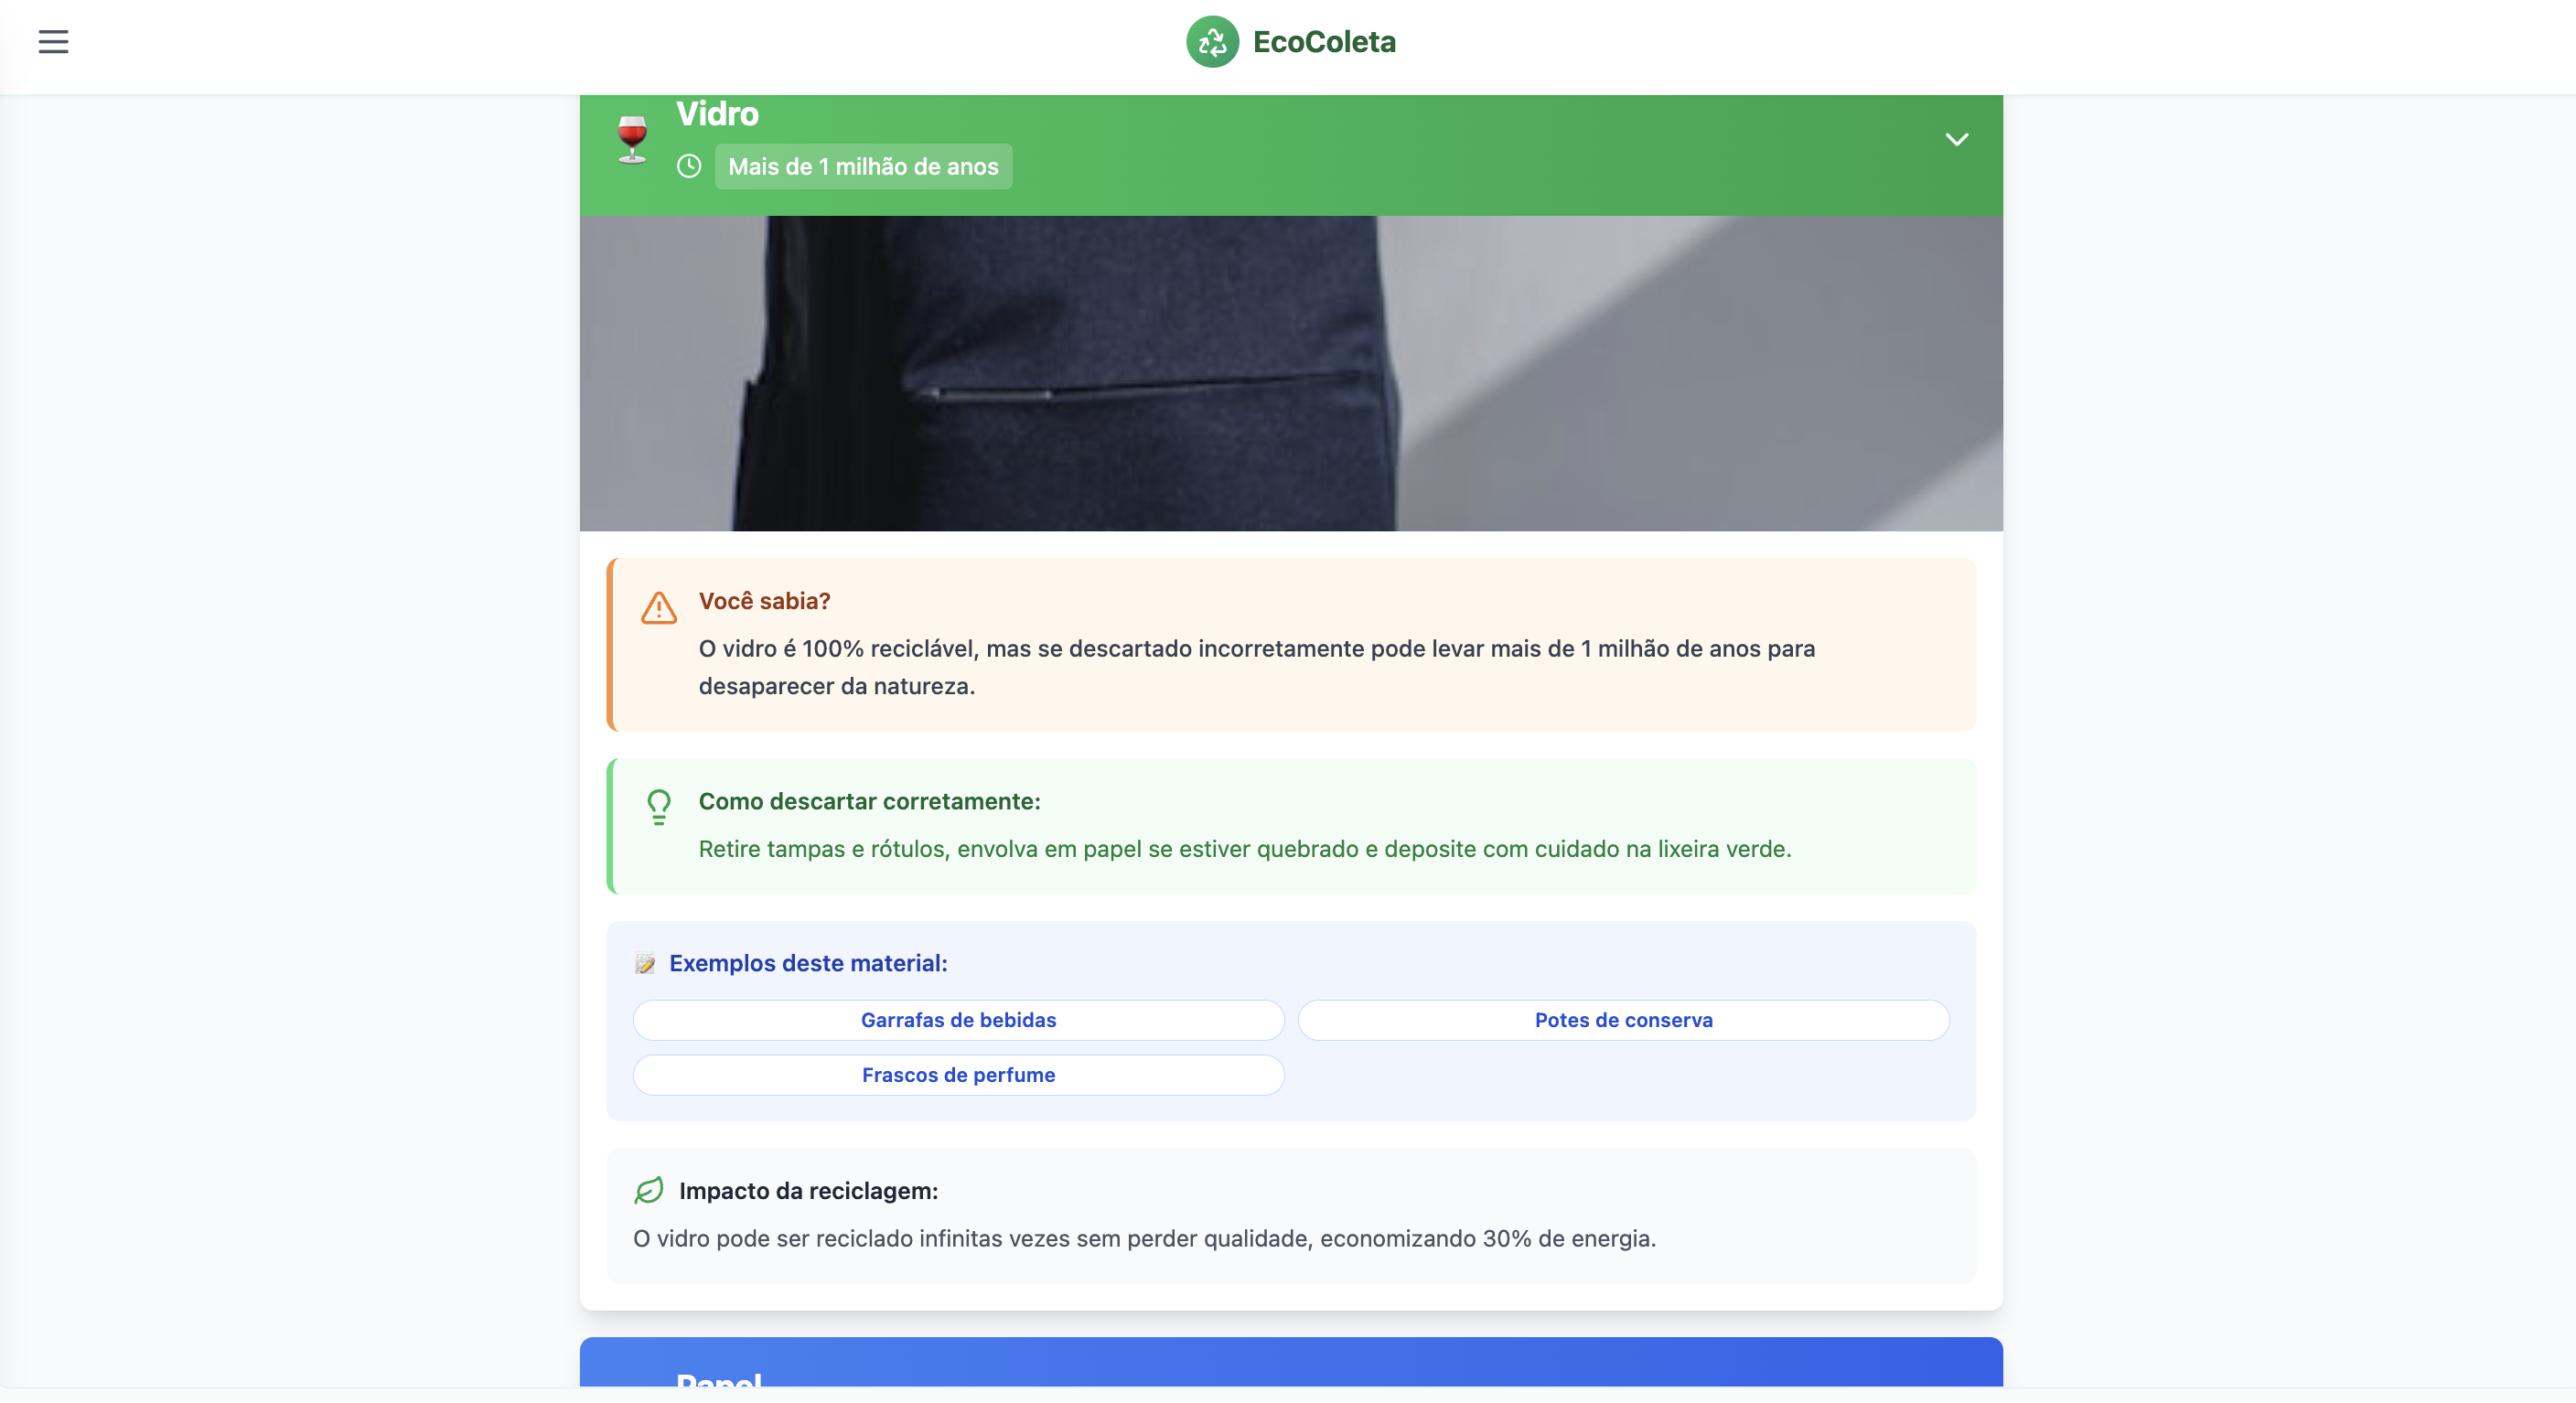 EcoColeta
Vidro
Mais de 1 milhão de anos
Você sabia?
O vidro é 100% reciclável, mas se descartado incorretamente pode levar mais de 1 milhão de anos para
desaparecer da natureza.
Como descartar corretamente:
Retire tampas e rótulos, envolva em papel se estiver quebrado e deposite com cuidado na lixeira verde.
Exemplos deste material:
Garrafas de bebidas
Potes de conserva
Frascos de perfume
Impacto da reciclagem:
O vidro pode ser reciclado infinitas vezes sem perder qualidade, economizando 30% de energia.
Papel